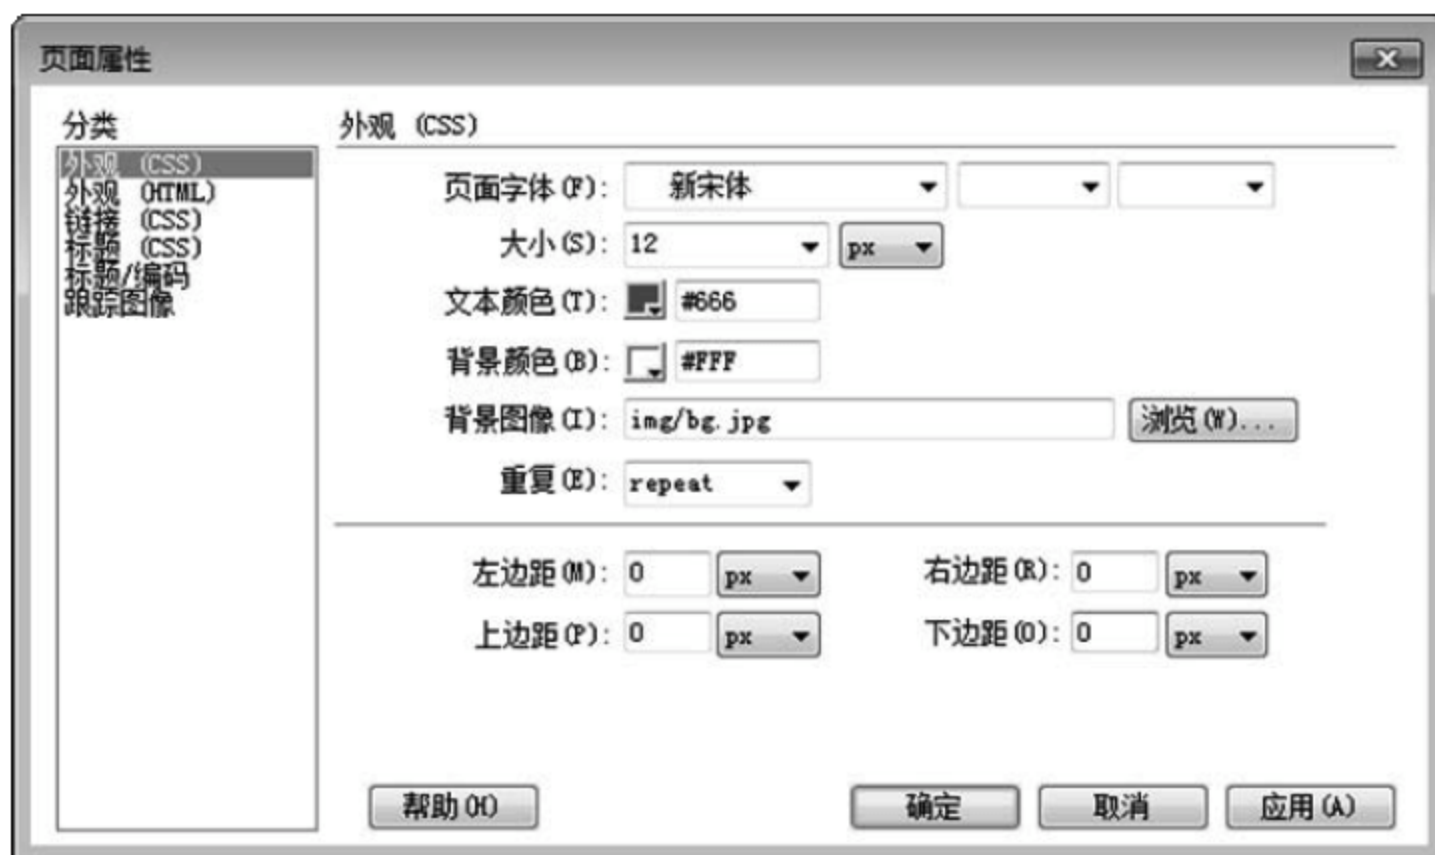 页面属性
分类
外观 (CSS)
外观 (HTML)
链接 (CSS)
标题 (CSS)
标题/编码
跟踪图像
外观 (CSS)
页面字体(F): 新宋体
大小(S): 12 px
文本颜色(T): #666
背景颜色(B): #FFF
背景图像(I): img/bg.jpg 浏览(W)...
重复(E): repeat
左边距(M): 0 px 右边距(R): 0 px
上边距(P): 0 px 下边距(O): 0 px
帮助(H) 确定 取消 应用(A)